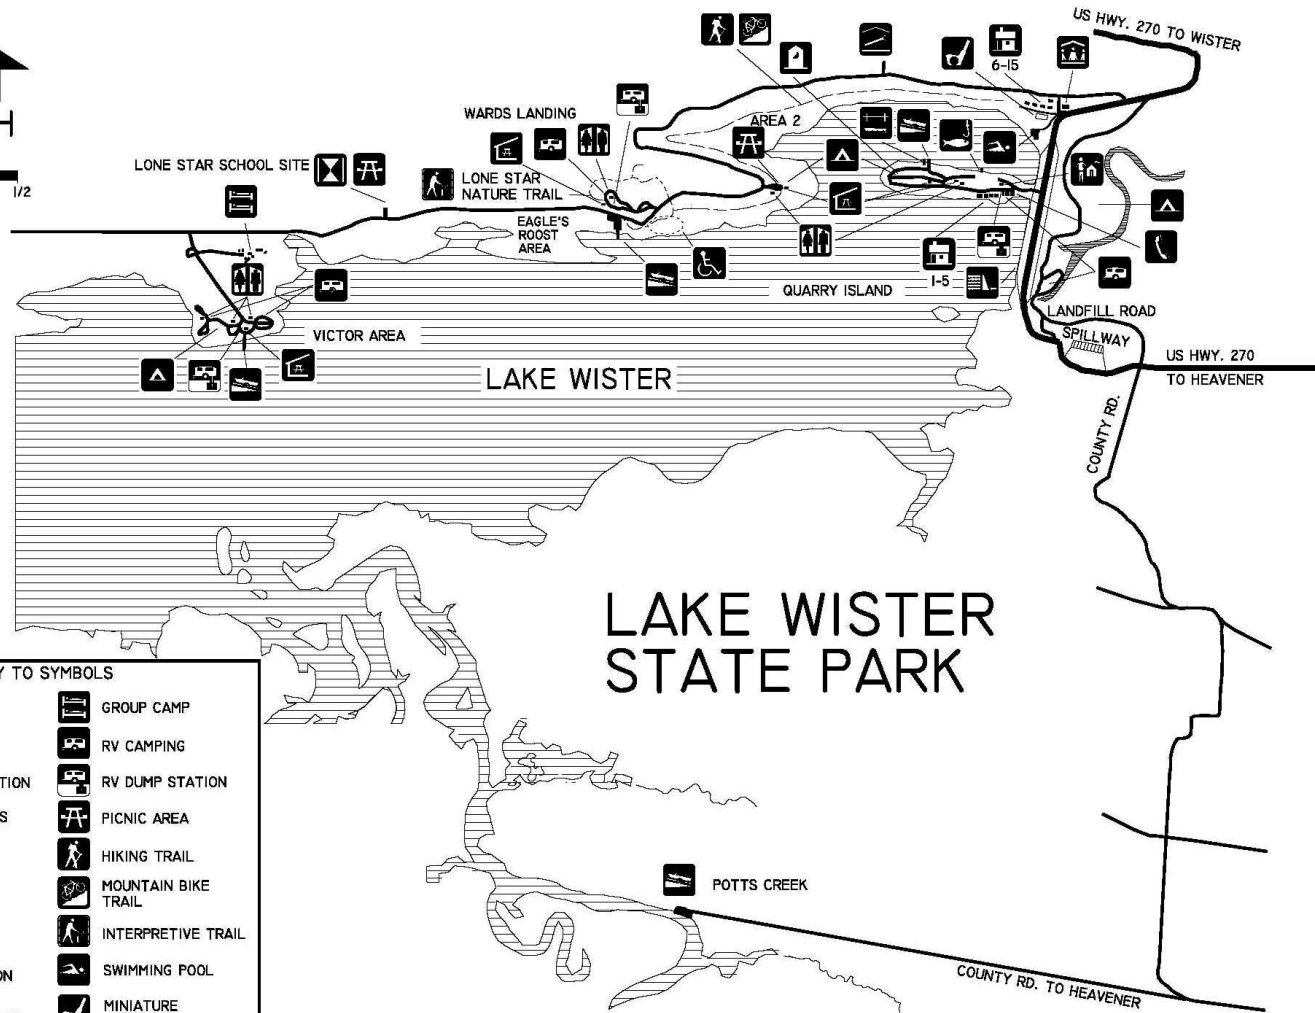 US HWY. 270 TO WISTER
6-15
WARDS LANDING
AREA 2
LONE STAR SCHOOL SITE
1/2
LONE STAR
NATURE TRAIL
EAGLE'S
ROOST
AREA
1-5
QUARRY ISLAND
LANDFILL ROAD
SPILLWAY
VICTOR AREA
US HWY. 270
TO HEAVENER
LAKE WISTER
COUNTY RD.
LAKE WISTER
STATE PARK
Y TO SYMBOLS
GROUP CAMP
RV CAMPING
TION
RV DUMP STATION
S
PICNIC AREA
HIKING TRAIL
MOUNTAIN BIKE
TRAIL
INTERPRETIVE TRAIL
ON
SWIMMING POOL
MINIATURE
POTTS CREEK
COUNTY RD. TO HEAVENER